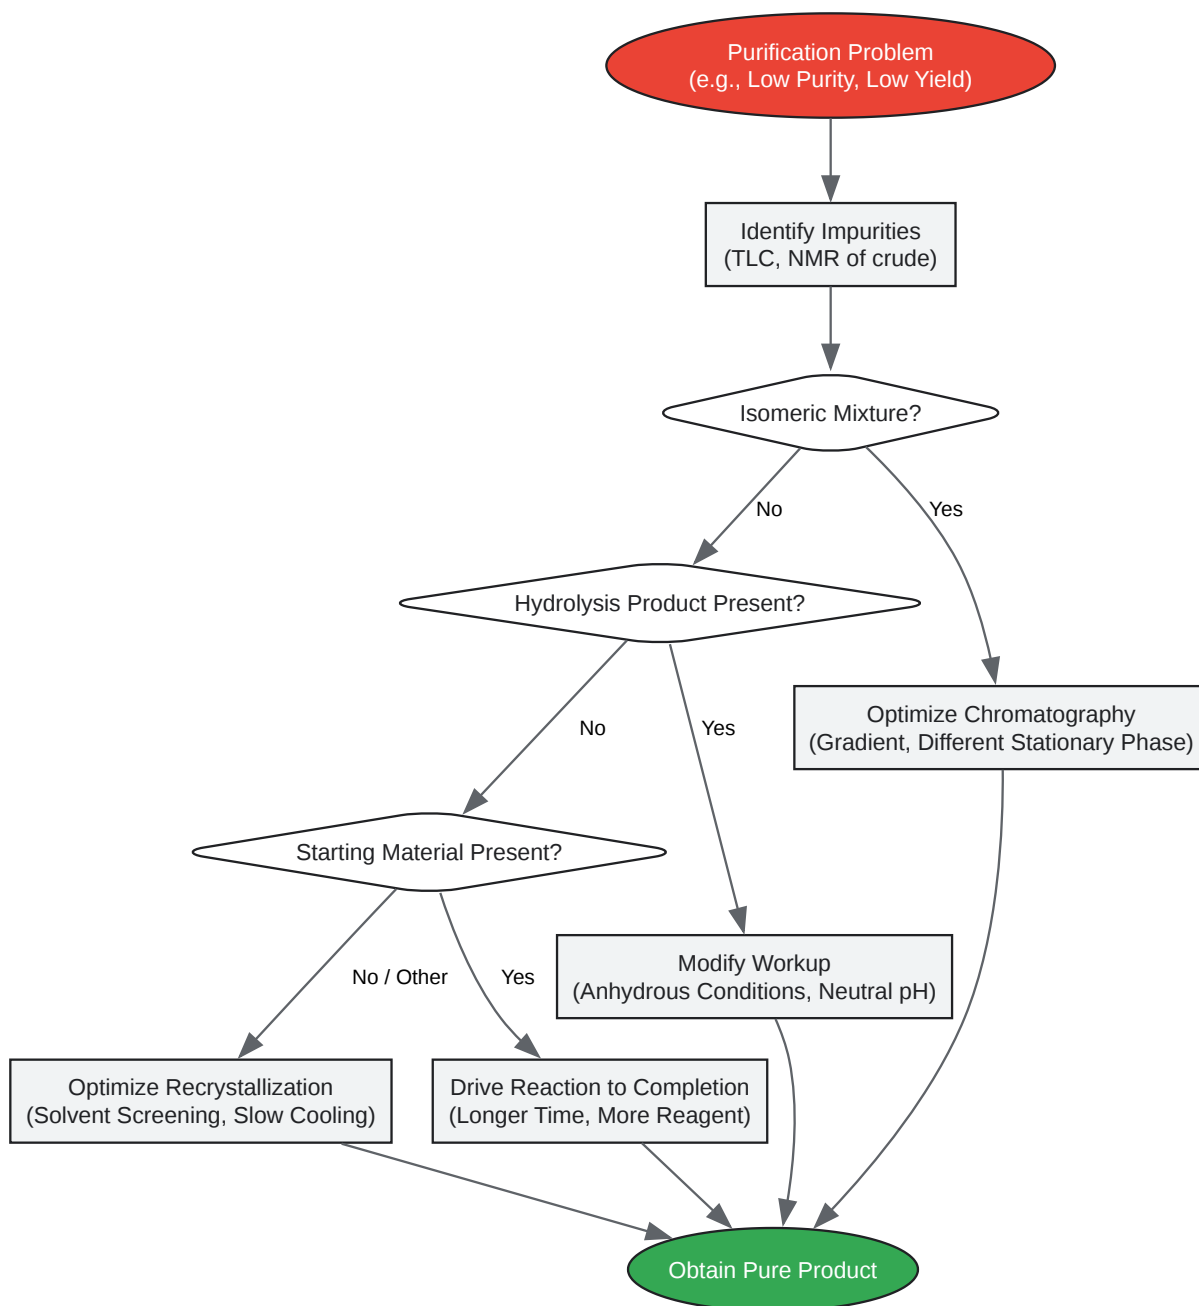 Purification Problem
(e.g., Low Purity, Low Yield)
Identify Impurities
(TLC, NMR of crude)
Isomeric Mixture?
No
Yes
Hydrolysis Product Present?
No
Yes
Optimize Chromatography
(Gradient, Different Stationary Phase)
Starting Material Present?
No / Other
Yes
Modify Workup
(Anhydrous Conditions, Neutral pH)
Optimize Recrystallization
(Solvent Screening, Slow Cooling)
Drive Reaction to Completion
(Longer Time, More Reagent)
Obtain Pure Product